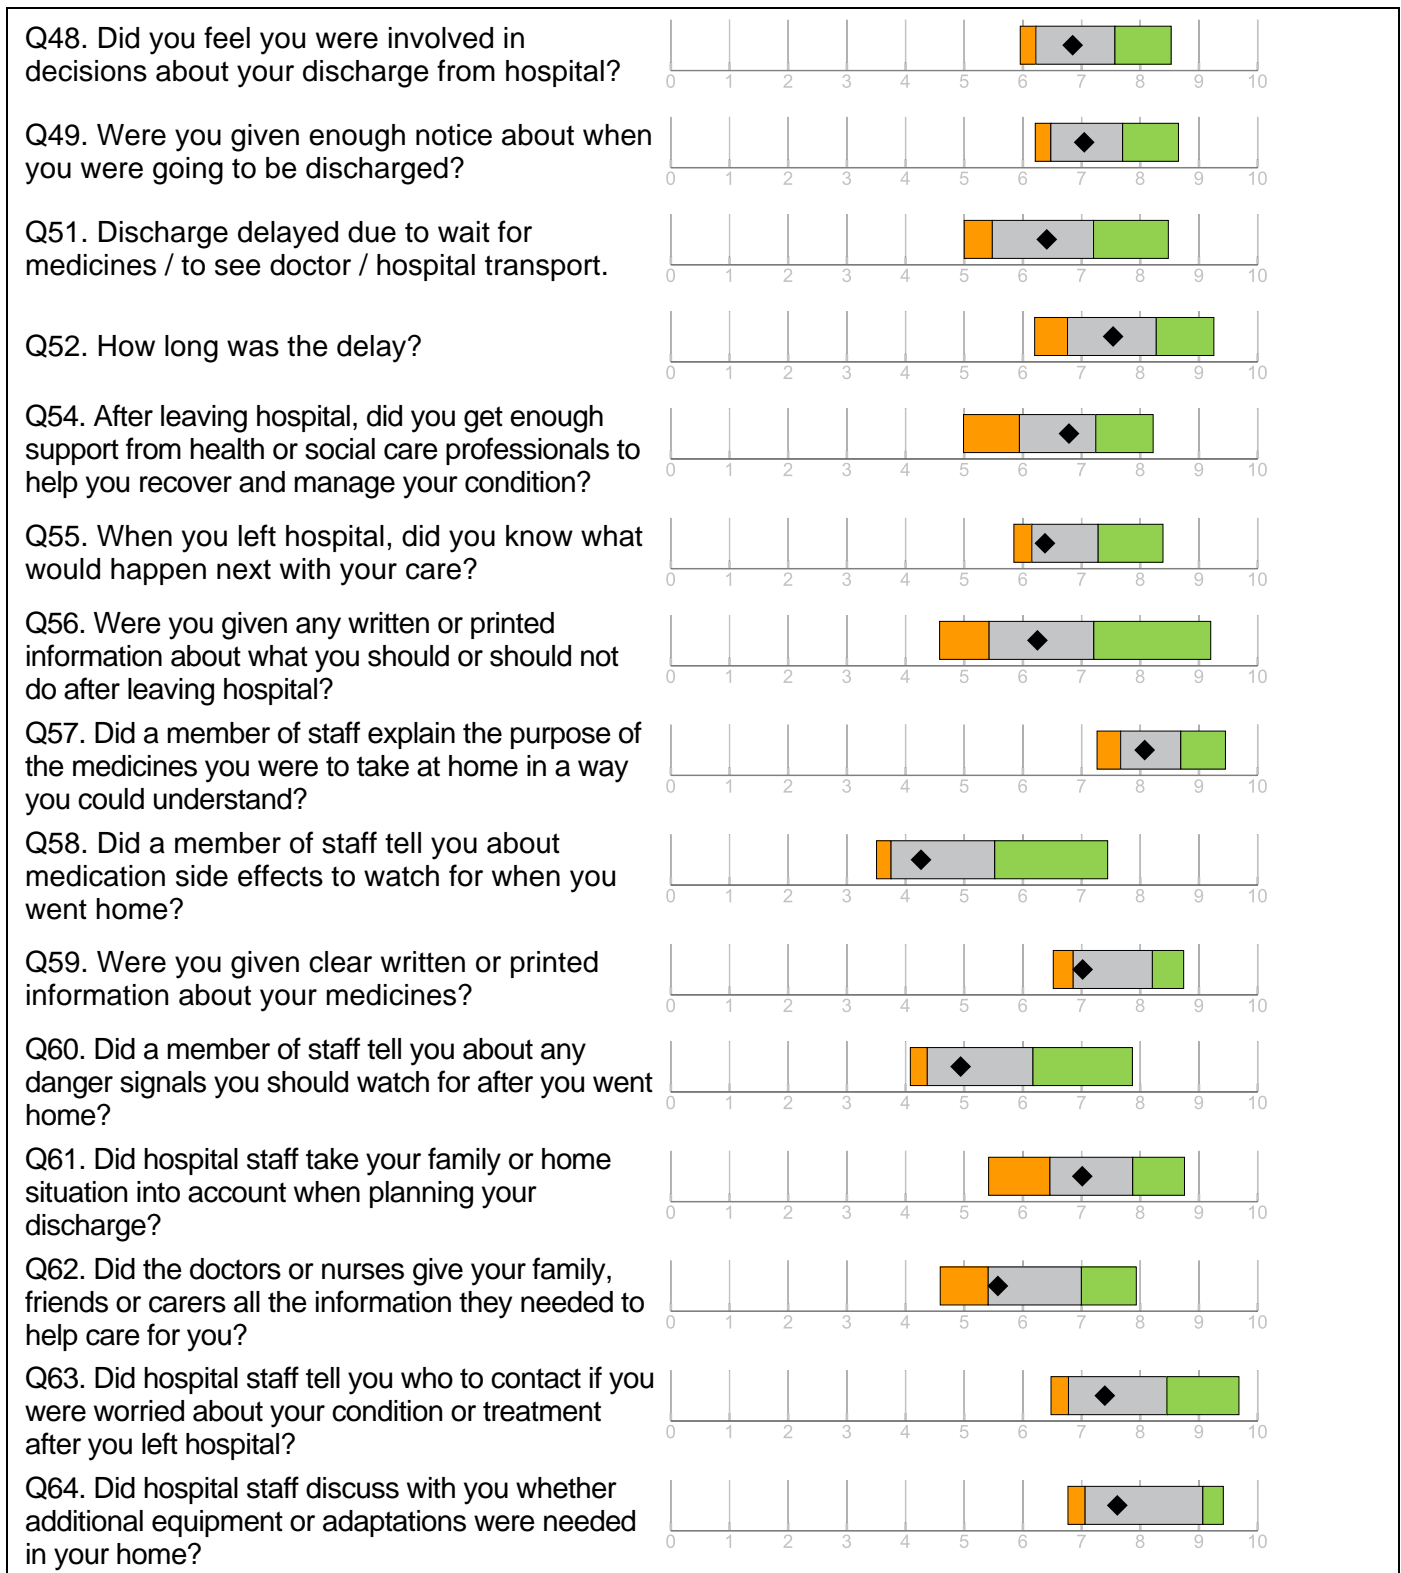 Q48. Did you feel you were involved in
decisions about your discharge from hospital?
0 1 2 3 4 5 6 7 8 9 10
Q49. Were you given enough notice about when
you were going to be discharged?
0 1 2 3 4 5 6 7 8 9 10
Q51. Discharge delayed due to wait for
medicines / to see doctor / hospital transport.
0 1 2 3 4 5 6 7 8 9 10
Q52. How long was the delay?
0 1 2 3 4 5 6 7 8 9 10
Q54. After leaving hospital, did you get enough
support from health or social care professionals to
help you recover and manage your condition?
0 1 2 3 4 5 6 7 8 9 10
Q55. When you left hospital, did you know what
would happen next with your care?
0 1 2 3 4 5 6 7 8 9 10
Q56. Were you given any written or printed
information about what you should or should not
do after leaving hospital?
0 1 2 3 4 5 6 7 8 9 10
Q57. Did a member of staff explain the purpose of
the medicines you were to take at home in a way
you could understand?
0 1 2 3 4 5 6 7 8 9 10
Q58. Did a member of staff tell you about
medication side effects to watch for when you
went home?
0 1 2 3 4 5 6 7 8 9 10
Q59. Were you given clear written or printed
information about your medicines?
0 1 2 3 4 5 6 7 8 9 10
Q60. Did a member of staff tell you about any
danger signals you should watch for after you went
home?
0 1 2 3 4 5 6 7 8 9 10
Q61. Did hospital staff take your family or home
situation into account when planning your
discharge?
0 1 2 3 4 5 6 7 8 9 10
Q62. Did the doctors or nurses give your family,
friends or carers all the information they needed to
help care for you?
0 1 2 3 4 5 6 7 8 9 10
Q63. Did hospital staff tell you who to contact if you
were worried about your condition or treatment
after you left hospital?
0 1 2 3 4 5 6 7 8 9 10
Q64. Did hospital staff discuss with you whether
additional equipment or adaptations were needed
in your home?
0 1 2 3 4 5 6 7 8 9 10